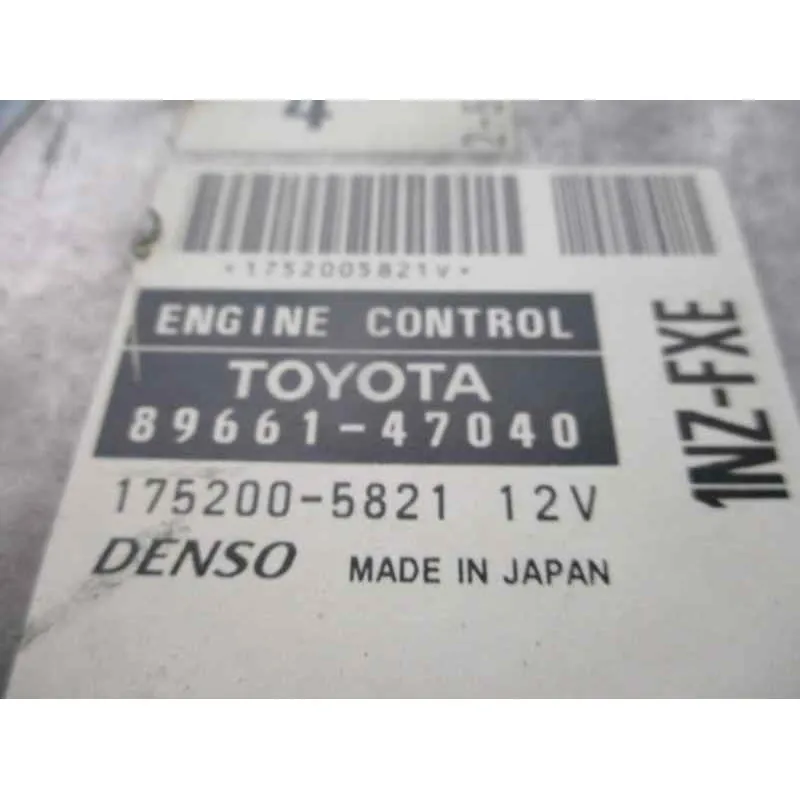 4
*1752005821V*
ENGINE CONTROL
TOYOTA
89661-47040
175200-5821 12V
DENSO MADE IN JAPAN
1NZ-FXE